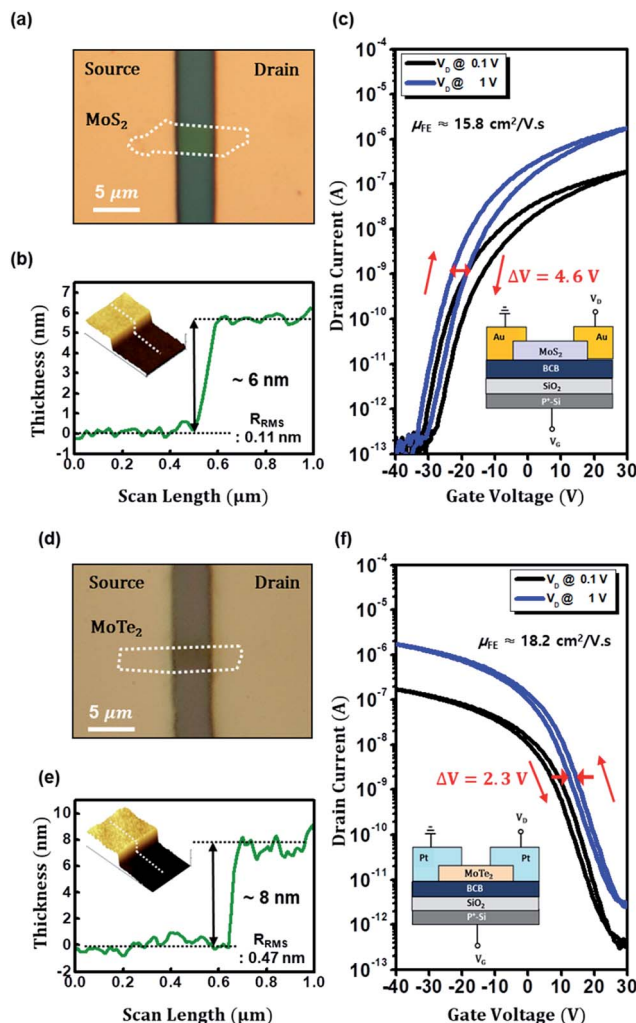 (a)
Source Drain
MoS2
5 μm
(b)
Thickness (nm)
7
6
5
4
3
2
1
0
-1
~ 6 nm
RRMS
: 0.11 nm
0.0 0.2 0.4 0.6 0.8 1.0
Scan Length (μm)
(c)
Drain Current (A)
10-4
10-5
10-6
10-7
10-8
10-9
10-10
10-11
10-12
10-13
VD @ 0.1 V
VD @ 1 V
μFE ≈ 15.8 cm2/V.s
ΔV = 4.6 V
VD
Au Au
MoS2
BCB
SiO2
P+-Si
VG
-40 -30 -20 -10 0 10 20 30
Gate Voltage (V)
(d)
Source Drain
MoTe2
5 μm
(e)
Thickness (nm)
10
8
6
4
2
0
-2
~ 8 nm
RRMS
: 0.47 nm
0.0 0.2 0.4 0.6 0.8 1.0
Scan Length (μm)
(f)
Drain Current (A)
10-4
10-5
10-6
10-7
10-8
10-9
10-10
10-11
10-12
10-13
VD @ 0.1 V
VD @ 1 V
μFE ≈ 18.2 cm2/V.s
ΔV = 2.3 V
VD
Pt Pt
MoTe2
BCB
SiO2
P+-Si
VG
-40 -30 -20 -10 0 10 20 30
Gate Voltage (V)